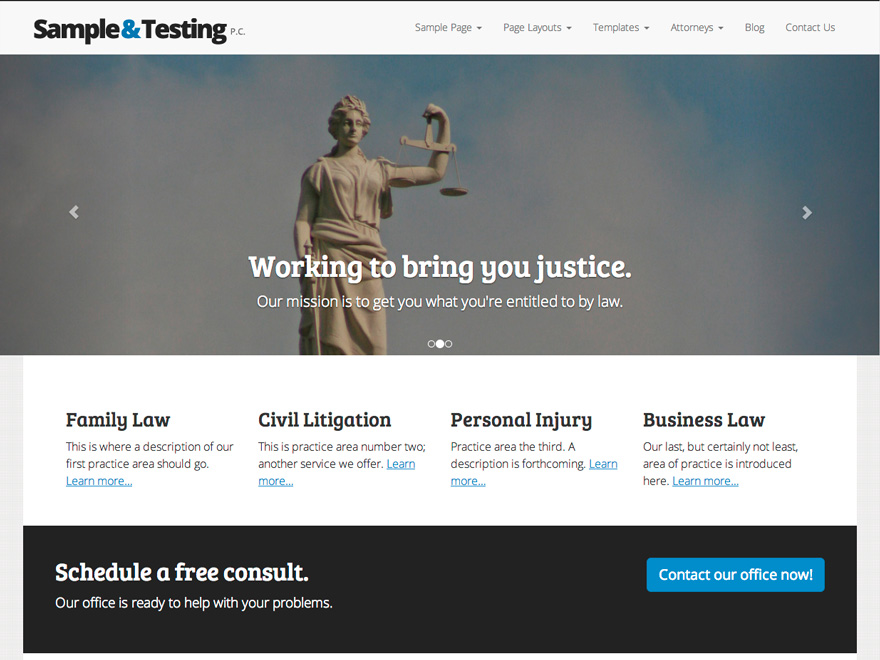 Sample&Testing P.C.
Sample Page Page Layouts Templates Attorneys Blog Contact Us
Working to bring you justice.
Our mission is to get you what you're entitled to by law.
Family Law
This is where a description of our
first practice area should go.
Learn more...
Civil Litigation
This is practice area number two;
another service we offer. Learn
more...
Personal Injury
Practice area the third. A
description is forthcoming. Learn
more...
Business Law
Our last, but certainly not least,
area of practice is introduced
here. Learn more...
Schedule a free consult.
Our office is ready to help with your problems.
Contact our office now!